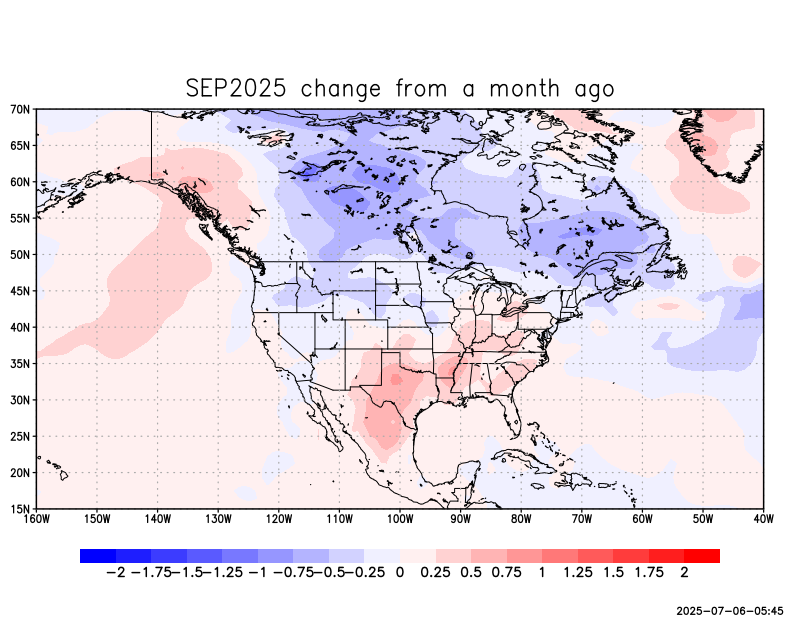 SEP2025 change from a month ago
70N
65N
60N
55N
50N
45N
40N
35N
30N
25N
20N
15N
160W 150W 140W 130W 120W 110W 100W 90W 80W 70W 60W 50W 40W
-2 -1.75 -1.5 -1.25 -1 -0.75 -0.5 -0.25 0 0.25 0.5 0.75 1 1.25 1.5 1.75 2
2025-07-06-05:45